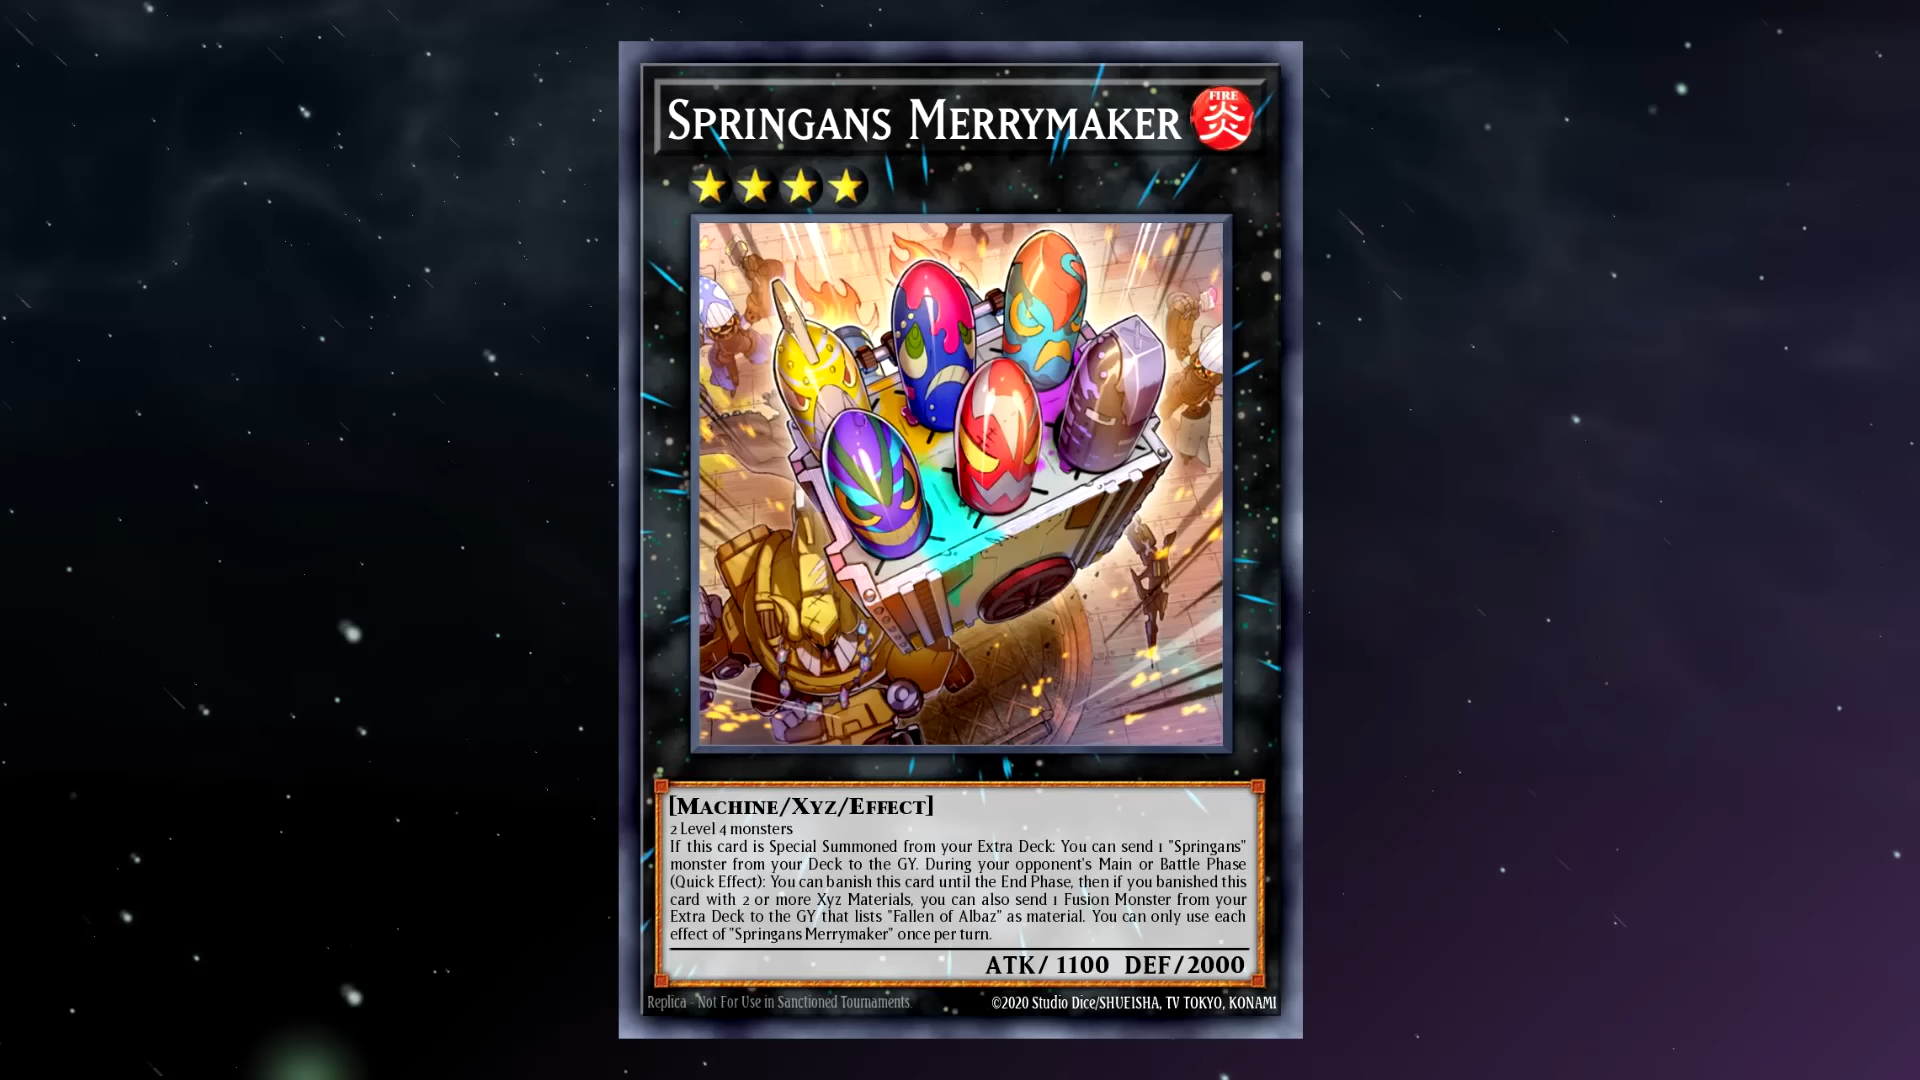 Springans Merrymaker
FIRE
炎
[Machine/Xyz/Effect]
2 Level 4 monsters
If this card is Special Summoned from your Extra Deck: You can send 1 "Springans"
monster from your Deck to the GY. During your opponent's Main or Battle Phase
(Quick Effect): You can banish this card until the End Phase, then if you banished this
card with 2 or more Xyz Materials, you can also send 1 Fusion Monster from your
Extra Deck to the GY that lists "Fallen of Albaz" as material. You can only use each
effect of "Springans Merrymaker" once per turn.
ATK/ 1100 DEF/2000
Replica - Not For Use in Sanctioned Tournaments.
©2020 Studio Dice/SHUEISHA, TV TOKYO, KONAMI